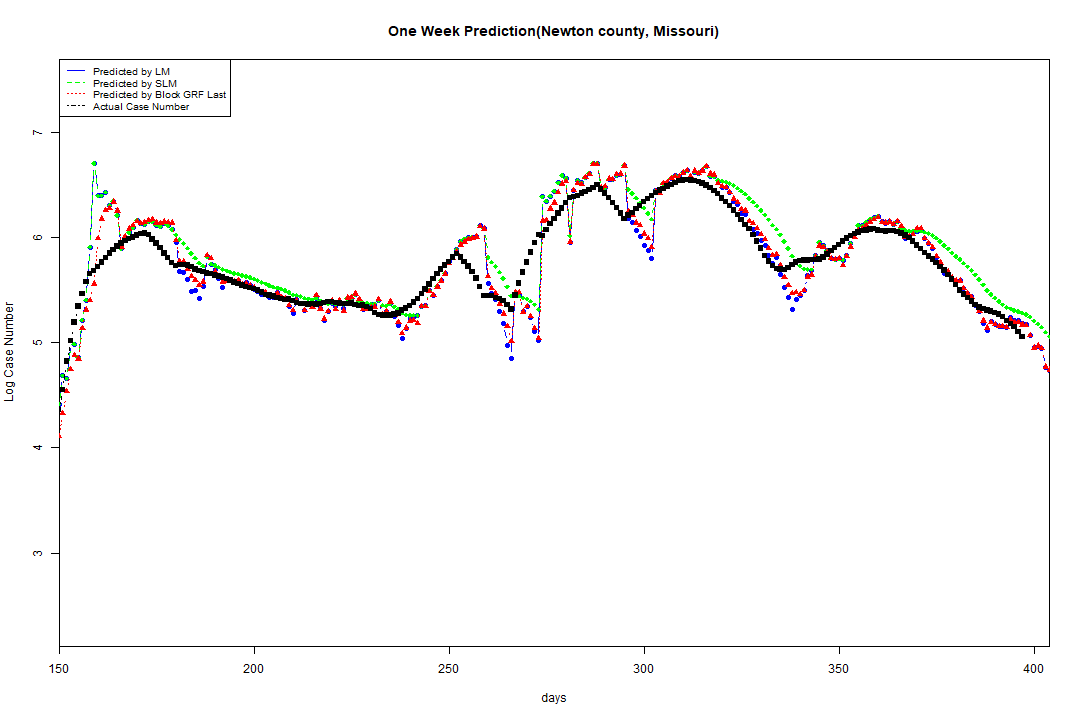 One Week Prediction(Newton county, Missouri)
Predicted by LM
Predicted by SLM
Predicted by Block GRF Last
Actual Case Number
7
6
5
4
3
Log Case Number
150 200 250 300 350 400
days